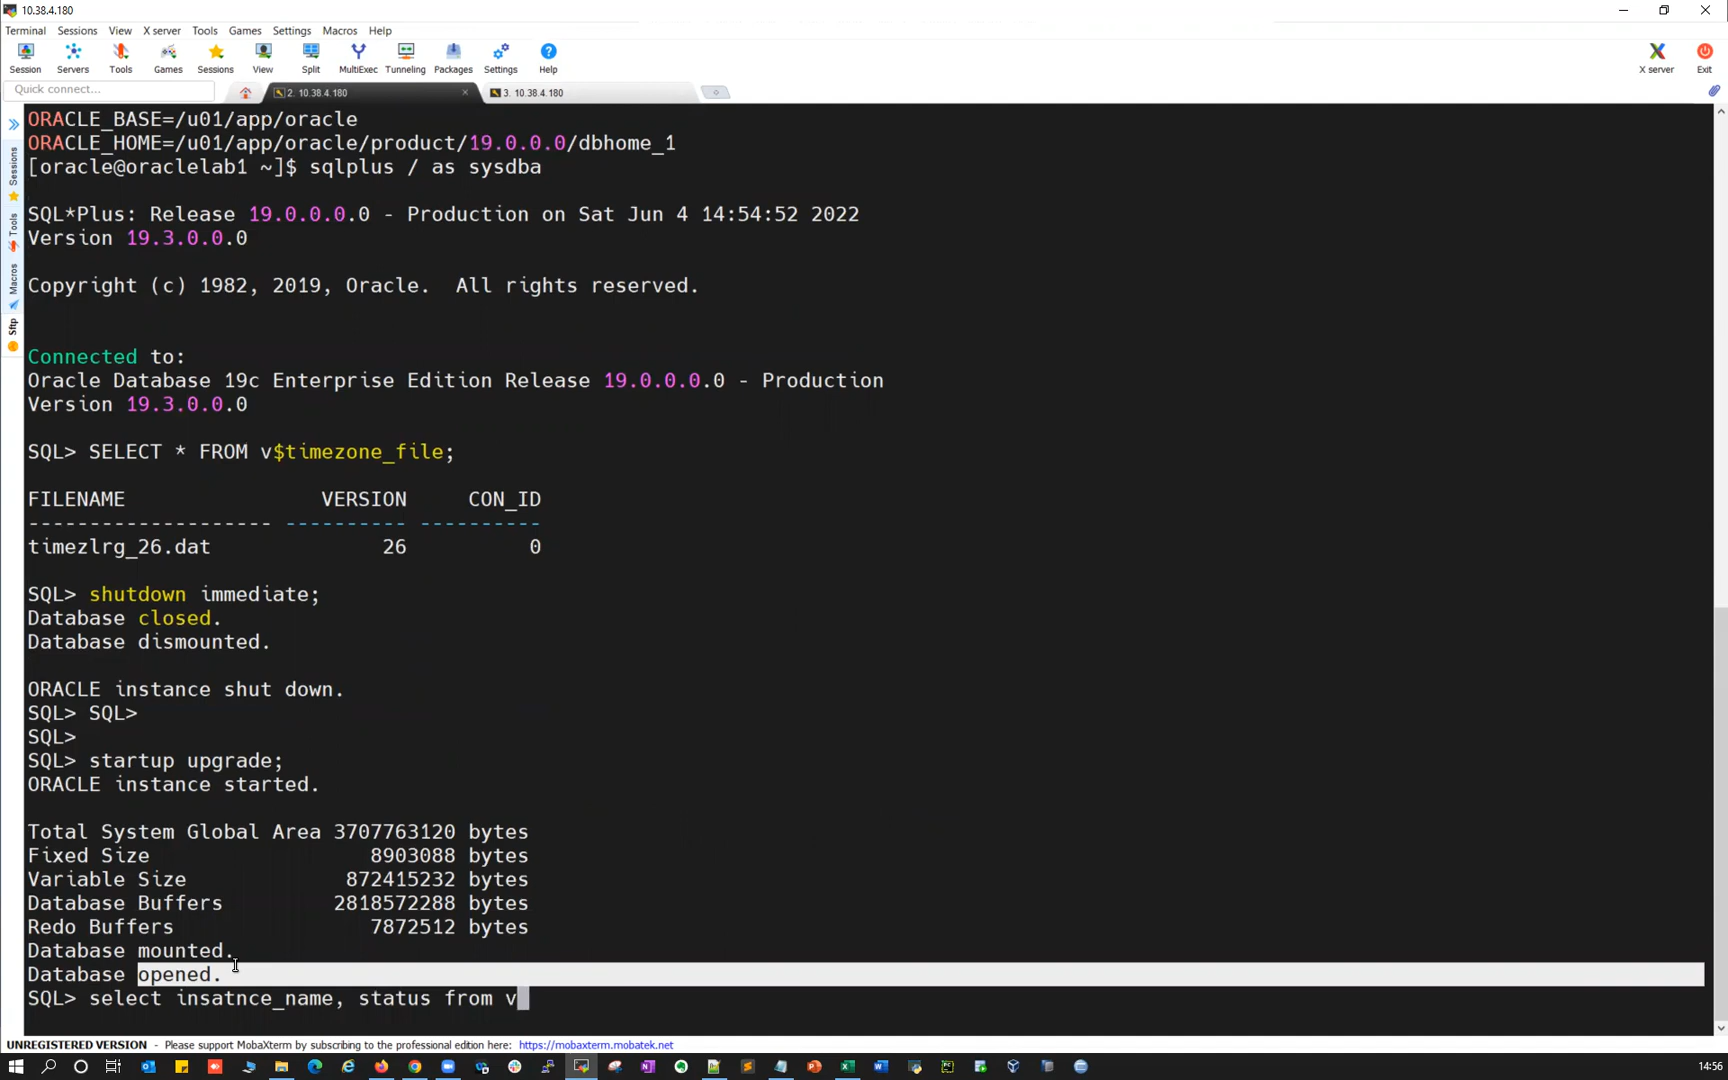 10.38.4.180
Terminal Sessions View X server Tools Games Settings Macros Help
Session Servers Tools Games Sessions View Split MultiExec Tunneling Packages Settings Help X server Exit
Quick connect...
2. 10.38.4.180
3. 10.38.4.180
Sessions
Tools
Macros
Sftp
ORACLE_BASE=/u01/app/oracle
ORACLE_HOME=/u01/app/oracle/product/19.0.0.0/dbhome_1
[oracle@oraclelab1 ~]$ sqlplus / as sysdba
SQL*Plus: Release 19.0.0.0.0 - Production on Sat Jun 4 14:54:52 2022
Version 19.3.0.0.0
Copyright (c) 1982, 2019, Oracle.  All rights reserved.
Connected to:
Oracle Database 19c Enterprise Edition Release 19.0.0.0.0 - Production
Version 19.3.0.0.0
SQL> SELECT * FROM v$timezone_file;
FILENAME VERSION CON_ID
-------------------- ---------- ----------
timezlrg_26.dat 26 0
SQL> shutdown immediate;
Database closed.
Database dismounted.
ORACLE instance shut down.
SQL> SQL>
SQL>
SQL> startup upgrade;
ORACLE instance started.
Total System Global Area 3707763120 bytes
Fixed Size 8903088 bytes
Variable Size 872415232 bytes
Database Buffers 2818572288 bytes
Redo Buffers 7872512 bytes
Database mounted.
Database opened.
SQL> select insatnce_name, status from v
UNREGISTERED VERSION - Please support MobaXterm by subscribing to the professional edition here: https://mobaxterm.mobatek.net
14:56